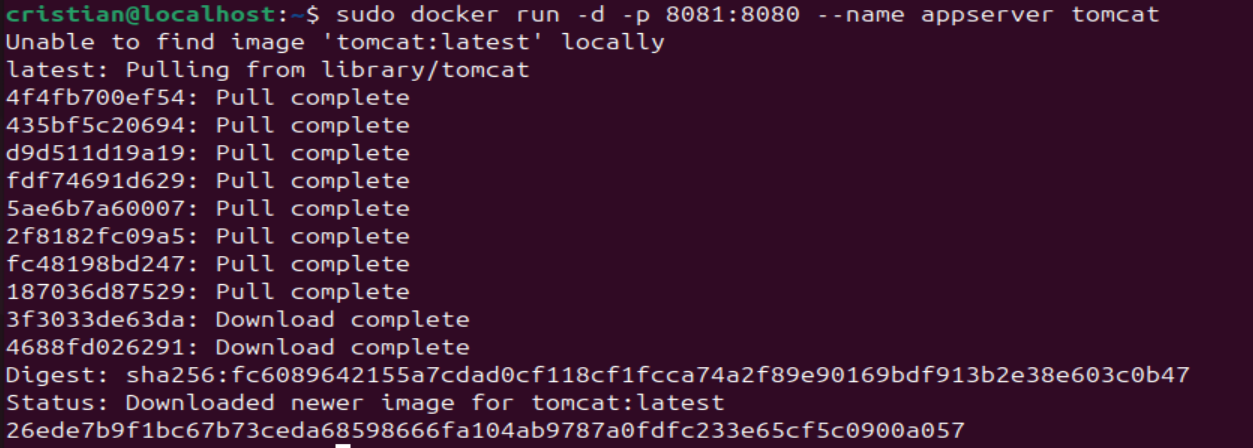 cristian@localhost:~$ sudo docker run -d -p 8081:8080 --name appserver tomcat
Unable to find image 'tomcat:latest' locally
latest: Pulling from library/tomcat
4f4fb700ef54: Pull complete
435bf5c20694: Pull complete
d9d511d19a19: Pull complete
fdf74691d629: Pull complete
5ae6b7a60007: Pull complete
2f8182fc09a5: Pull complete
fc48198bd247: Pull complete
187036d87529: Pull complete
3f3033de63da: Download complete
4688fd026291: Download complete
Digest: sha256:fc6089642155a7cdad0cf118cf1fcca74a2f89e90169bdf913b2e38e603c0b47
Status: Downloaded newer image for tomcat:latest
26ede7b9f1bc67b73ceda68598666fa104ab9787a0fdfc233e65cf5c0900a057